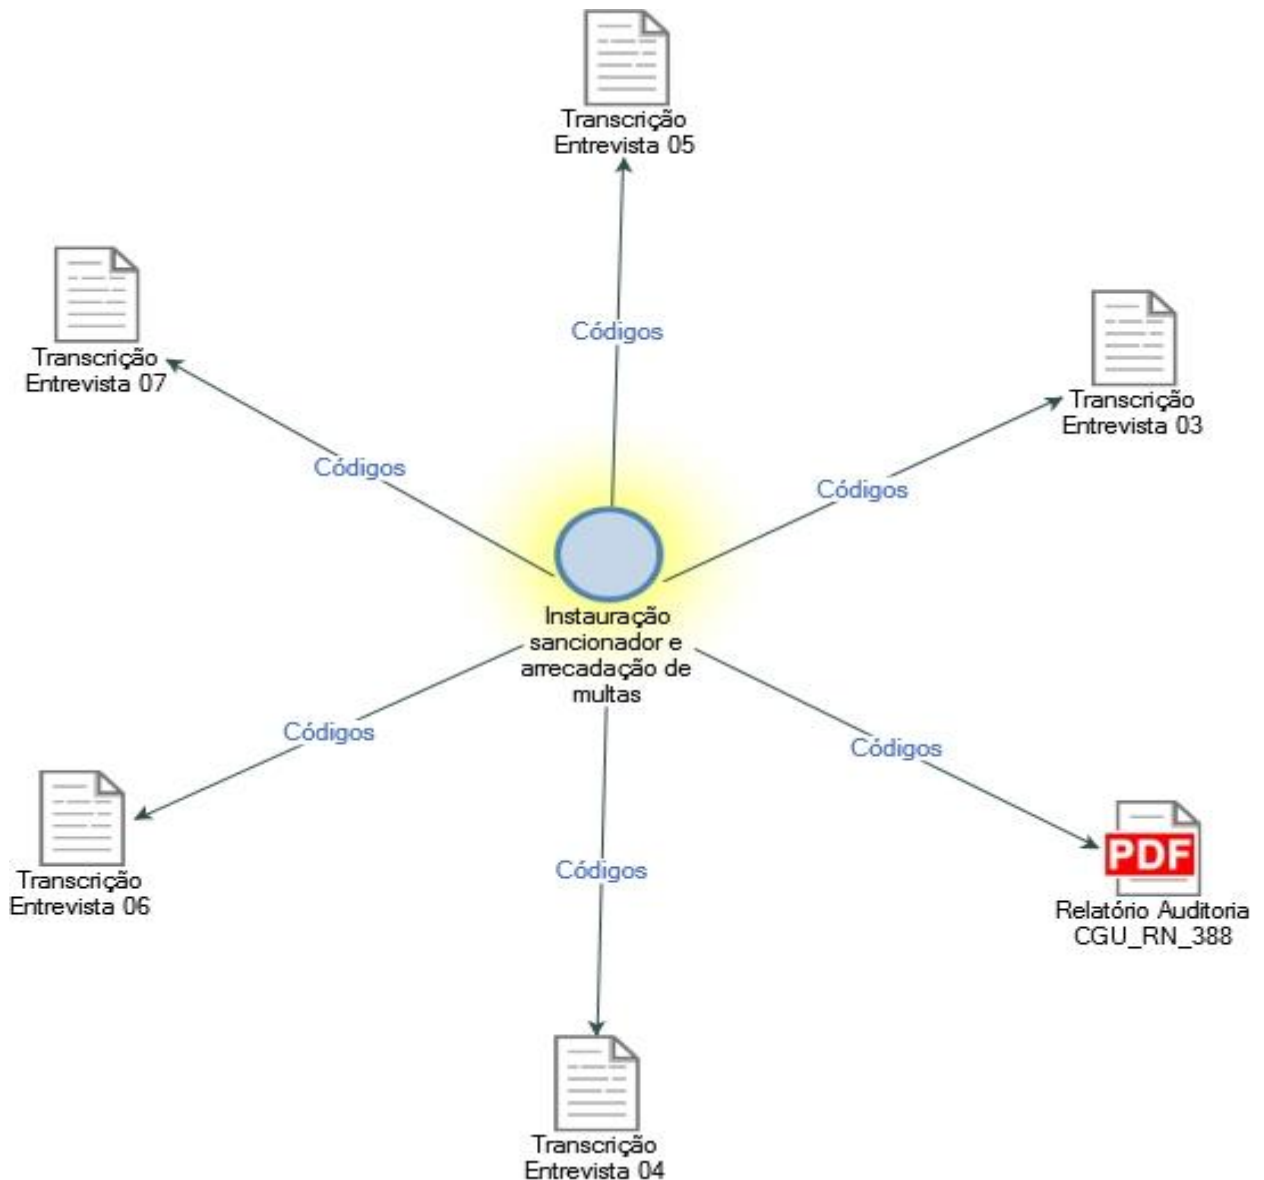 Transcrição
Entrevista 05
Transcrição
Entrevista 07
Códigos
Transcrição
Entrevista 03
Códigos
Códigos
Instauração
sancionador e
arrecadação de
multas
Códigos
Códigos
Transcrição
Entrevista 06
PDF
Relatório Auditoria
CGU_RN_388
Códigos
Transcrição
Entrevista 04